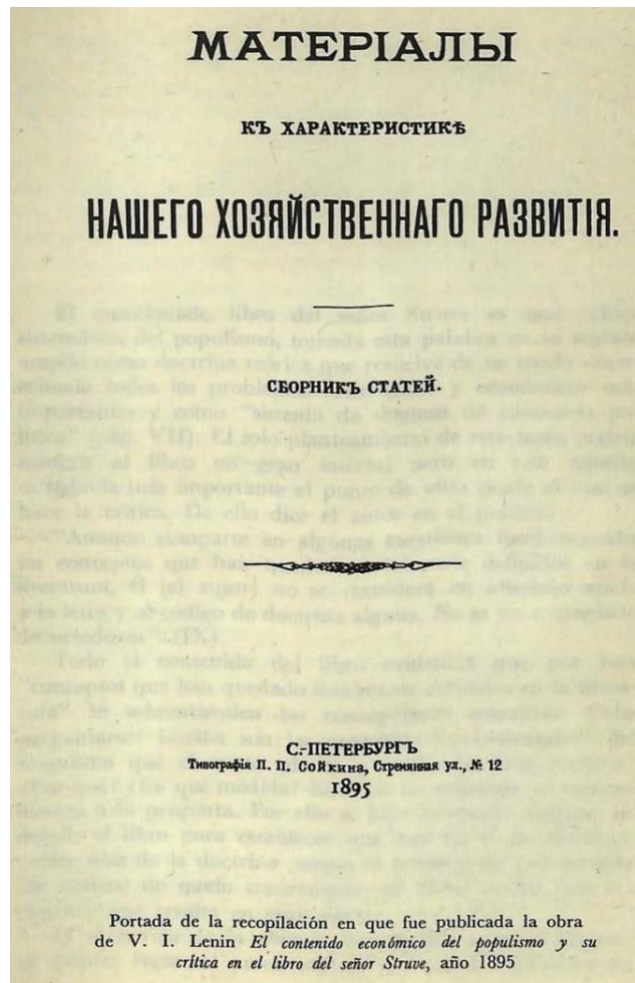 МАТЕРІАЛЫ
КЪ ХАРАКТЕРИСТИКѢ
НАШЕГО ХОЗЯЙСТВЕННАГО РАЗВИТІЯ.
СБОРНИКЪ СТАТЕЙ.
С.-ПЕТЕРБУРГЪ
Типографія П. П. Сойкина, Стремянная ул., № 12
1895
Portada de la recopilación en que fue publicada la obra
de V. I. Lenin El contenido económico del populismo y su
crítica en el libro del señor Struve, año 1895